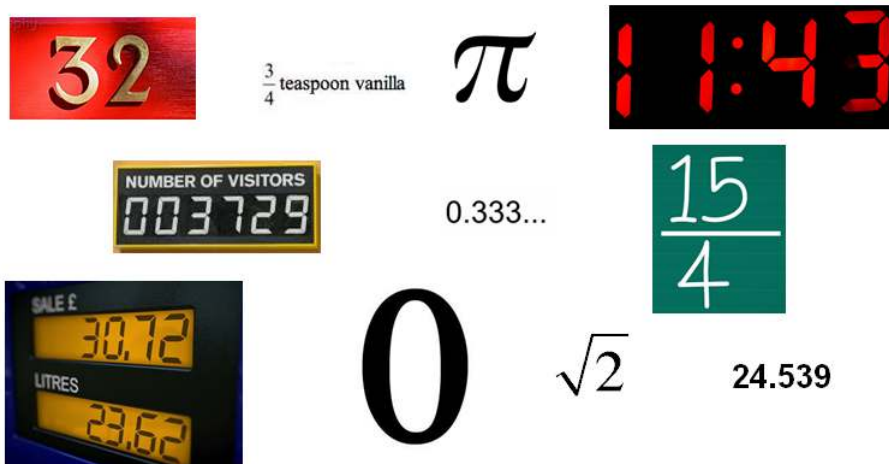 32
3/4 teaspoon vanilla
π
11:43
NUMBER OF VISITORS
003729
0.333...
15/4
SALE £
30.72
LITRES
23.62
0
√2
24.539